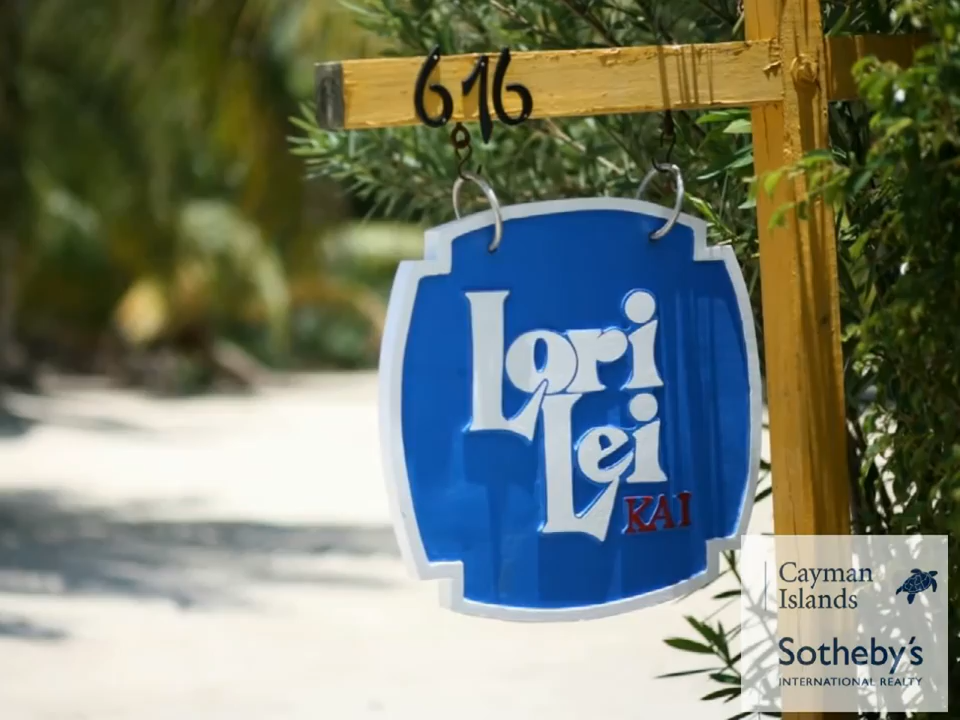 616
Lori
Lei
KAI
Cayman
Islands
Sotheby's
INTERNATIONAL REALTY